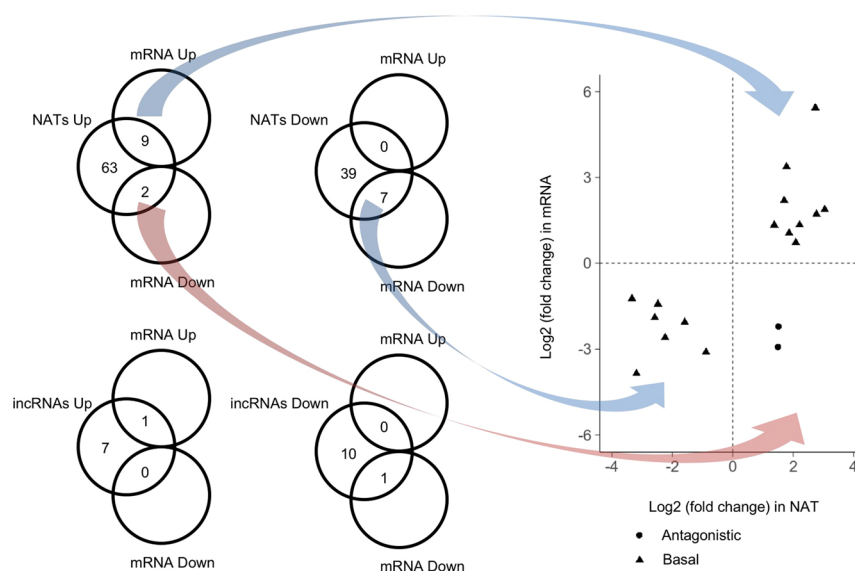 mRNA Up
NATs Up
9
63
2
mRNA Down
mRNA Up
NATs Down
0
39
7
mRNA Down
mRNA Up
incRNAs Up
1
7
0
mRNA Down
mRNA Up
incRNAs Down
0
10
1
mRNA Down
Log2 (fold change) in mRNA
6
3
0
-3
-6
-4
-2
0
2
4
Log2 (fold change) in NAT
Antagonistic
Basal